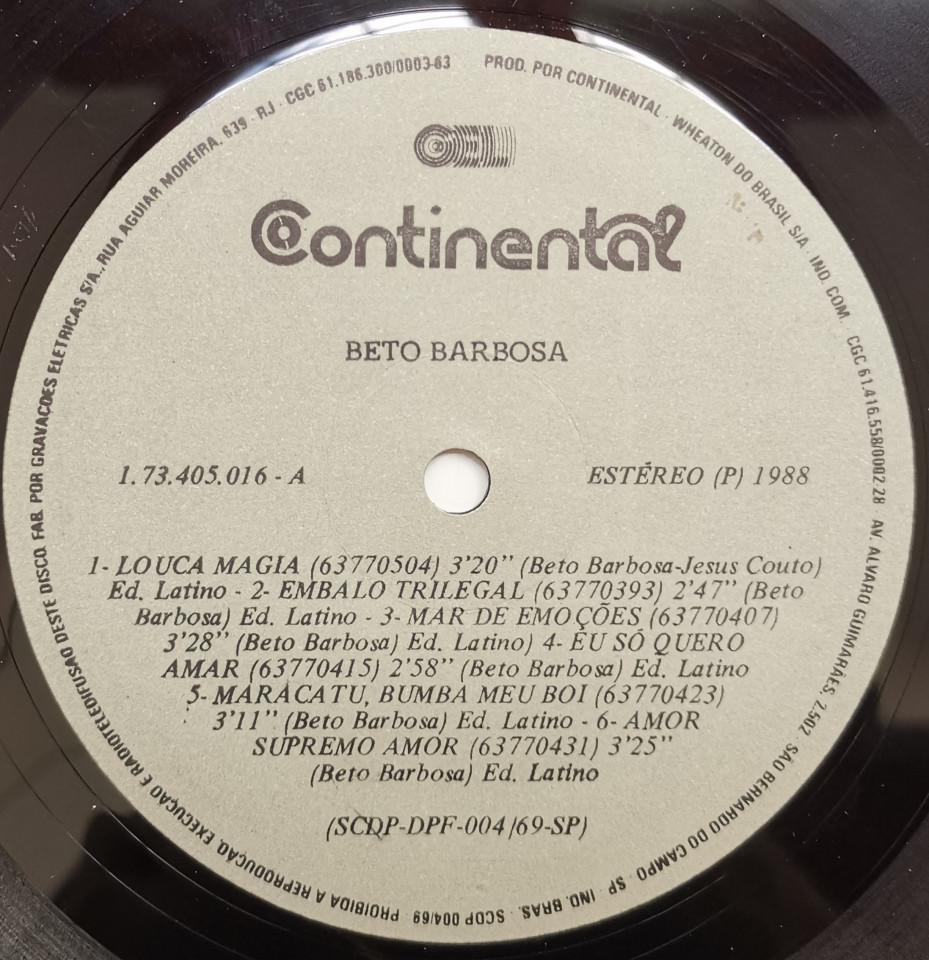 Continental
BETO BARBOSA
1.73.405.016 - A
ESTÉREO (P) 1988
1- LOUCA MAGIA (63770504) 3'20" (Beto Barbosa-Jesus Couto)
Ed. Latino - 2- EMBALO TRILEGAL (63770393) 2'47" (Beto
Barbosa) Ed. Latino - 3- MAR DE EMOÇÕES (63770407)
3'28" (Beto Barbosa) Ed. Latino) 4- EU SÓ QUERO
AMAR (63770415) 2'58" (Beto Barbosa) Ed. Latino
5- MARACATU, BUMBA MEU BOI (63770423)
3'11" (Beto Barbosa) Ed. Latino - 6- AMOR
SUPREMO AMOR (63770431) 3'25"
(Beto Barbosa) Ed. Latino
(SCDP-DPF-004/69-SP)
PROIBIDA A REPRODUÇÃO, EXECUÇÃO E RADIOTELEDIFUSÃO DESTE DISCO. FAB. POR GRAVAÇÕES ELETRICAS S/A., RUA AGUIAR MOREIRA, 639 - RJ - CGC 61.186.300/0003-63
PROD. POR CONTINENTAL - WHEATON DO BRASIL S/A - IND. COM. CGC 61.416.558/0002-28 AV. ALVARO GUIMARÃES, 2.502 SÃO BERNARDO DO CAMPO - SP - IND. BRAS. - SCDP 004/69